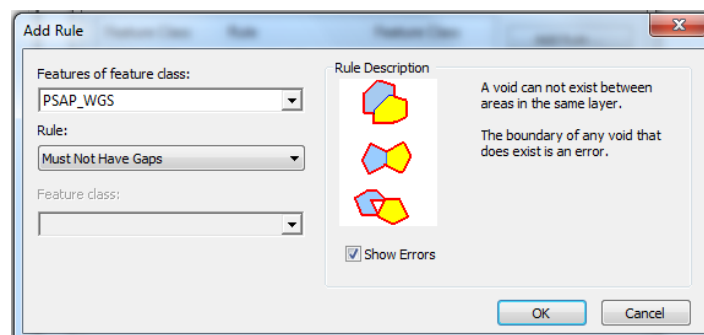 Add Rule
Features of feature class:
PSAP_WGS
Rule:
Must Not Have Gaps
Feature class:
Rule Description
A void can not exist between
areas in the same layer.
The boundary of any void that
does exist is an error.
Show Errors
OK
Cancel